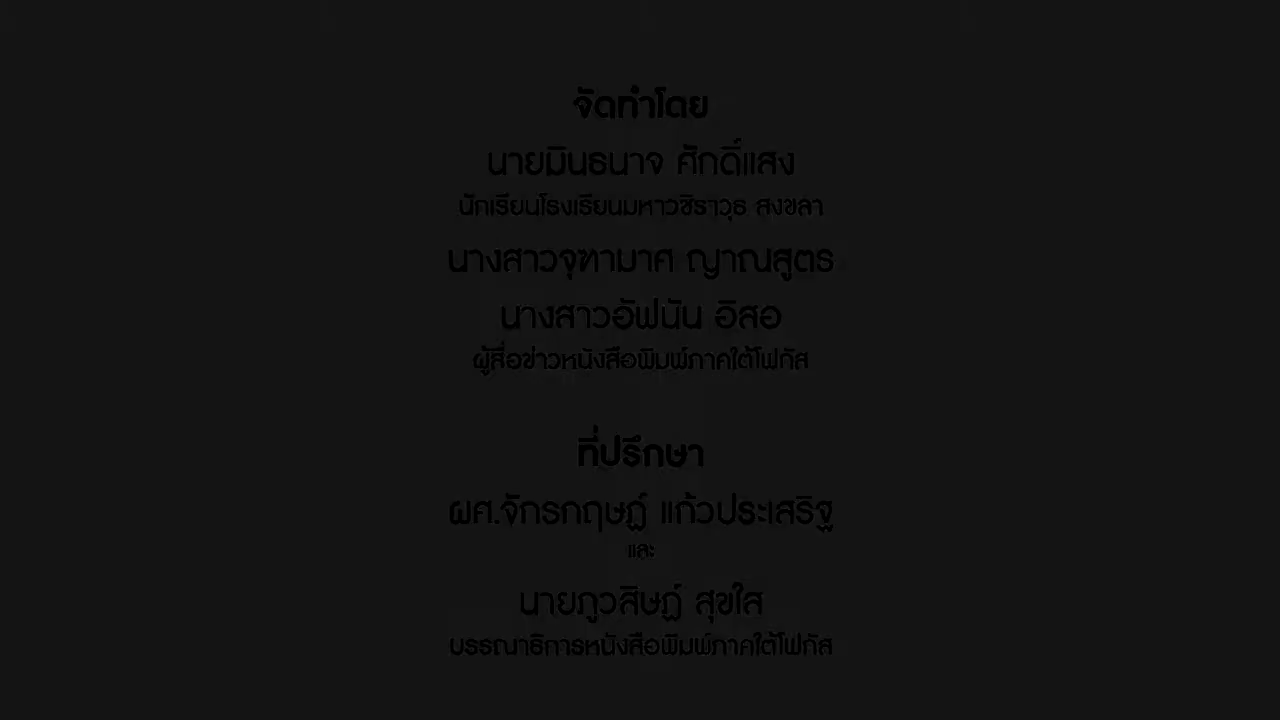 จัดทำโดย
นายมินธนาจ ศักดิ์แสง
นักเรียนโรงเรียนมหาวชิราวุธ สงขลา
นางสาวจุฑามาศ ญาณสูตร
นางสาวอัฟนัน อิสอ
ผู้สื่อข่าวหนังสือพิมพ์ภาคใต้โฟกัส
ที่ปรึกษา
ผศ.จักรกฤษฏ์ แก้วประเสริฐ
และ
นายภูวสิษฏ์ สุขใส
บรรณาธิการหนังสือพิมพ์ภาคใต้โฟกัส